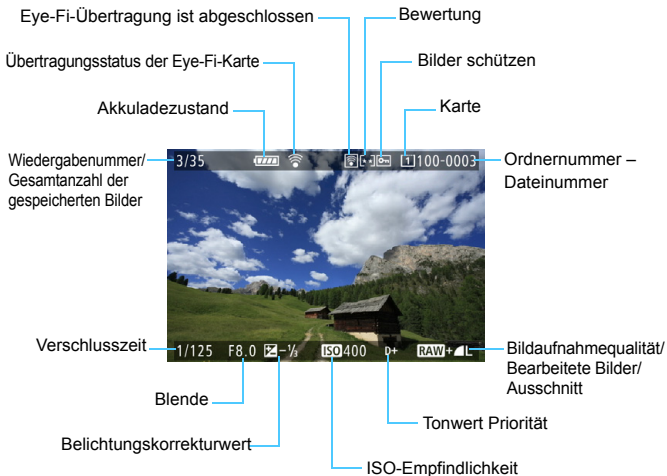 Eye-Fi-Übertragung ist abgeschlossen
Bewertung
Übertragungsstatus der Eye-Fi-Karte
Bilder schützen
Akkuladezustand
Karte
Wiedergabenummer/
Gesamtanzahl der
gespeicherten Bilder
3/35
1 100-0003
Ordnernummer –
Dateinummer
Verschlusszeit
1/125 F8.0 -1/3 ISO 400 D+ RAW+L
Bildaufnahmequalität/
Bearbeitete Bilder/
Ausschnitt
Blende
Tonwert Priorität
Belichtungskorrekturwert
ISO-Empfindlichkeit